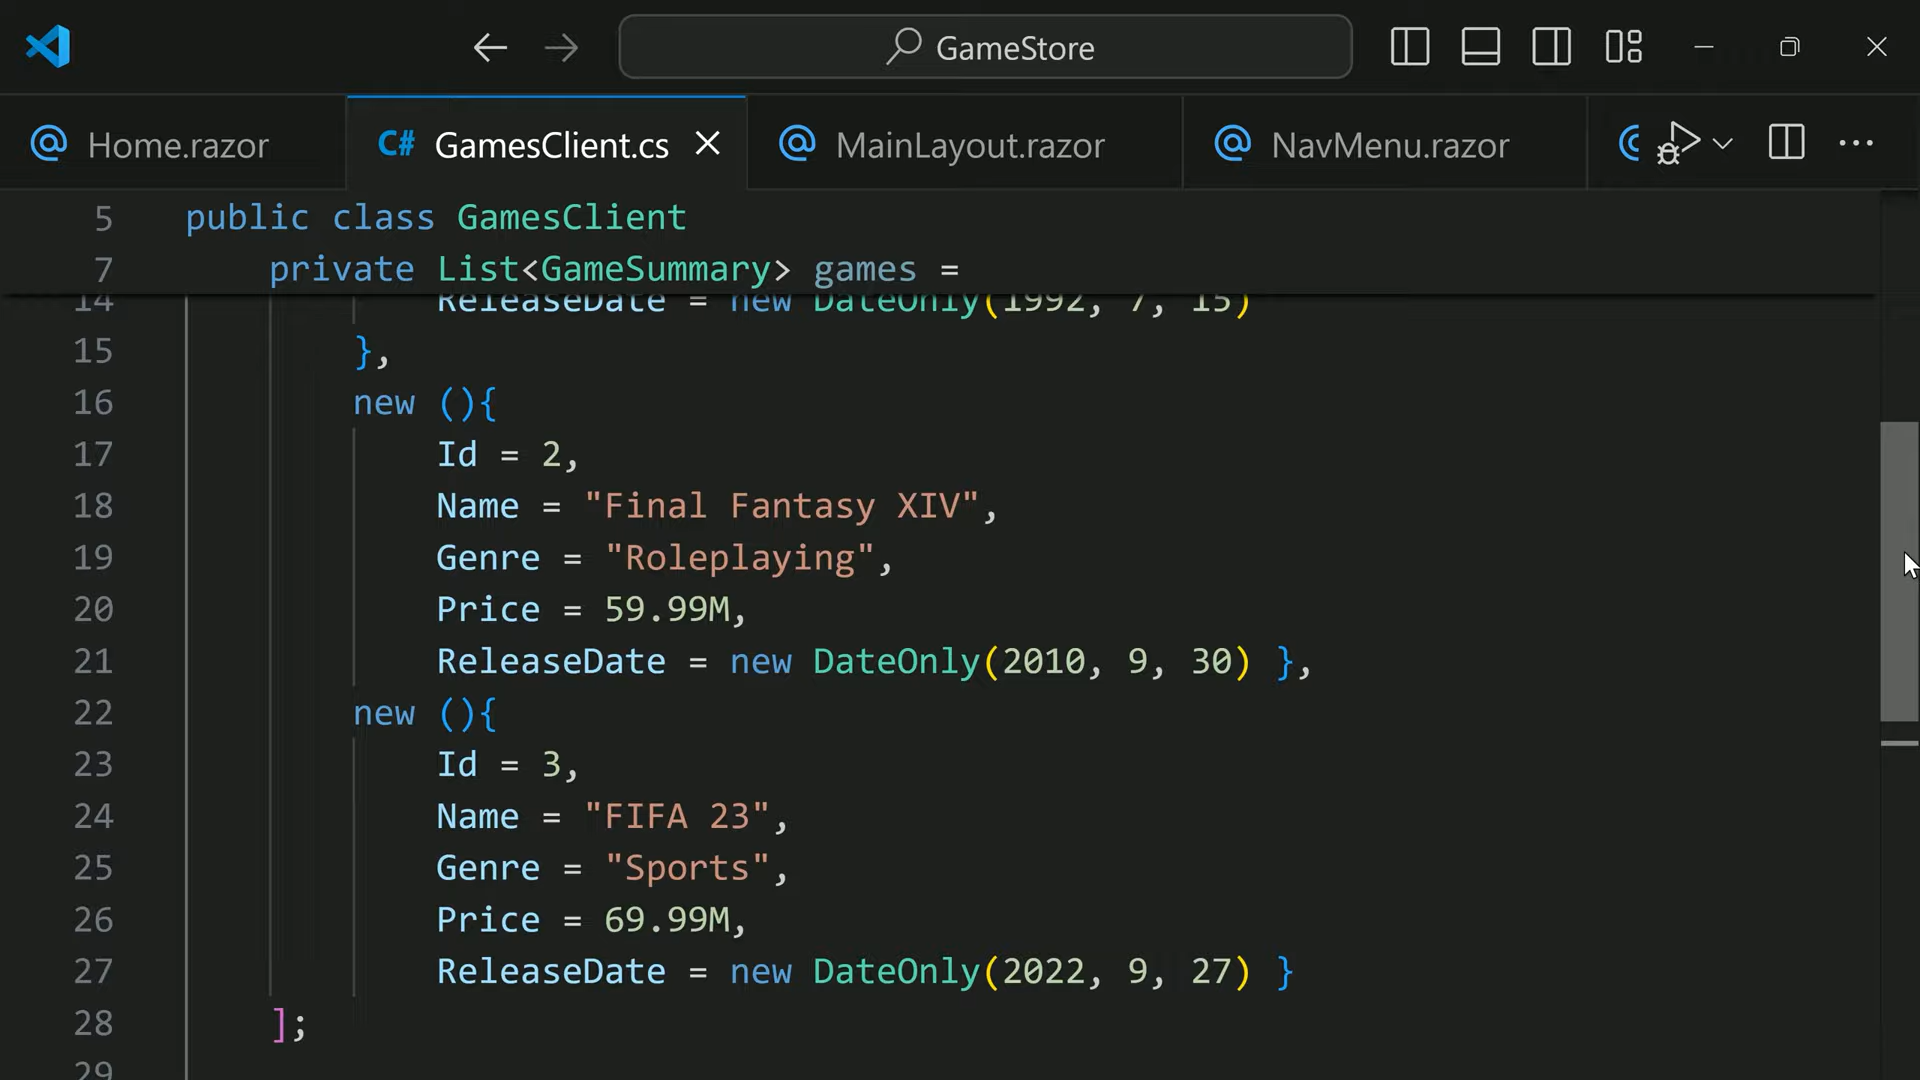 GameStore
Home.razor
C# GamesClient.cs
MainLayout.razor
NavMenu.razor
5 public class GamesClient
7 private List<GameSummary> games =
14 ReleaseDate = new DateOnly(1992, 7, 15)
15 },
16 new (){
17 Id = 2,
18 Name = "Final Fantasy XIV",
19 Genre = "Roleplaying",
20 Price = 59.99M,
21 ReleaseDate = new DateOnly(2010, 9, 30) },
22 new (){
23 Id = 3,
24 Name = "FIFA 23",
25 Genre = "Sports",
26 Price = 69.99M,
27 ReleaseDate = new DateOnly(2022, 9, 27) }
28 ];
29